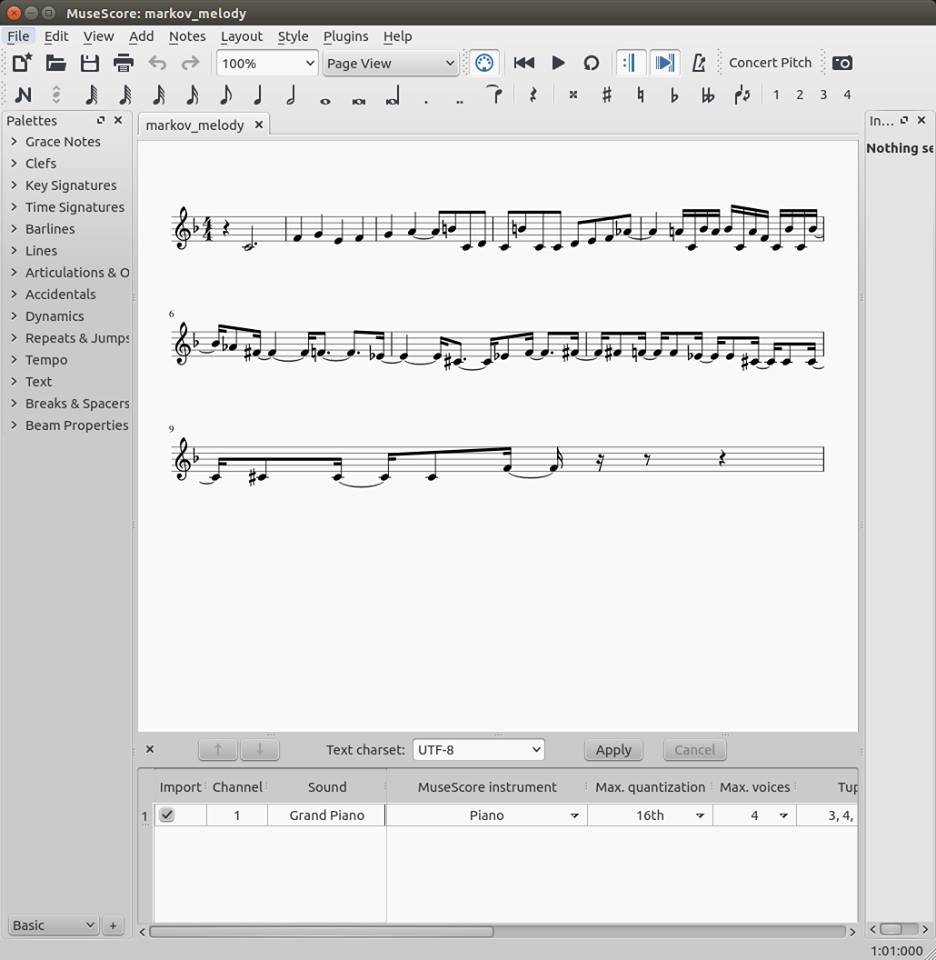 MuseScore: markov_melody
File Edit View Add Notes Layout Style Plugins Help
100% Page View Concert Pitch
1 2 3 4
Palettes
markov_melody
In...
Grace Notes
Nothing se
Clefs
Key Signatures
Time Signatures
Barlines
Lines
Articulations & O
Accidentals
Dynamics
Repeats & Jumps
Tempo
Text
Breaks & Spacers
Beam Properties
4
4
6
9
Text charset: UTF-8 Apply Cancel
Import Channel Sound MuseScore instrument Max. quantization Max. voices Tup
1 1 Grand Piano Piano 16th 4 3, 4,
Basic +
1:01:000